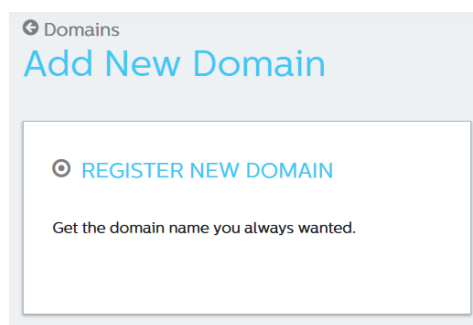 Domains
Add New Domain
REGISTER NEW DOMAIN
Get the domain name you always wanted.